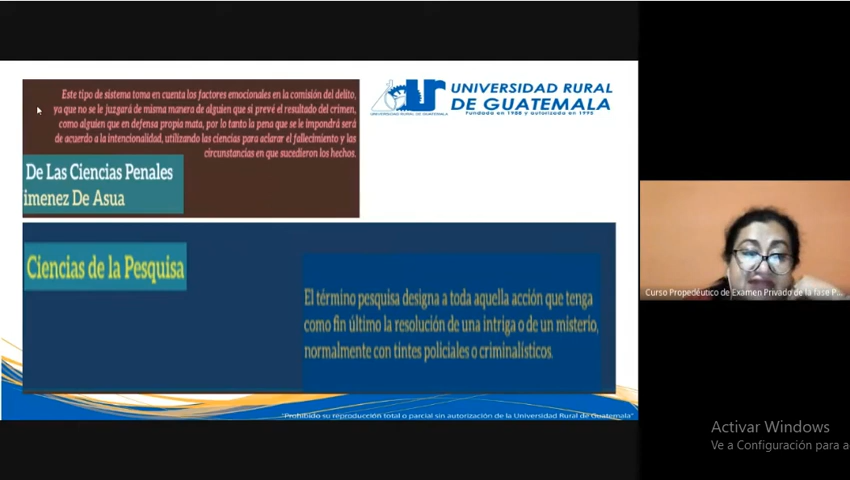 Este tipo de sistema toma en cuenta los factores emocionales en la comisión del delito,
ya que no se le juzgará de misma manera de alguien que si prevé el resultado del crimen,
como alguien que en defensa propia mata, por lo tanto la pena que se le impondrá será
de acuerdo a la intencionalidad, utilizando las ciencias para aclarar el fallecimiento y las
circunstancias en que sucedieron los hechos.
De Las Ciencias Penales
imenez De Asua
UNIVERSIDAD RURAL
DE GUATEMALA
Fundada en 1988 y autorizada en 1995
UNIVERSIDAD RURAL DE GUATEMALA
Ciencias de la Pesquisa
El término pesquisa designa a toda aquella acción que tenga
como fin último la resolución de una intriga o de un misterio,
normalmente con tintes policiales o criminalísticos.
"Prohibido su reproducción total o parcial sin autorización de la Universidad Rural de Guatemala"
Curso Propedéutico de Examen Privado de la fase P...
Activar Windows
Ve a Configuración para a